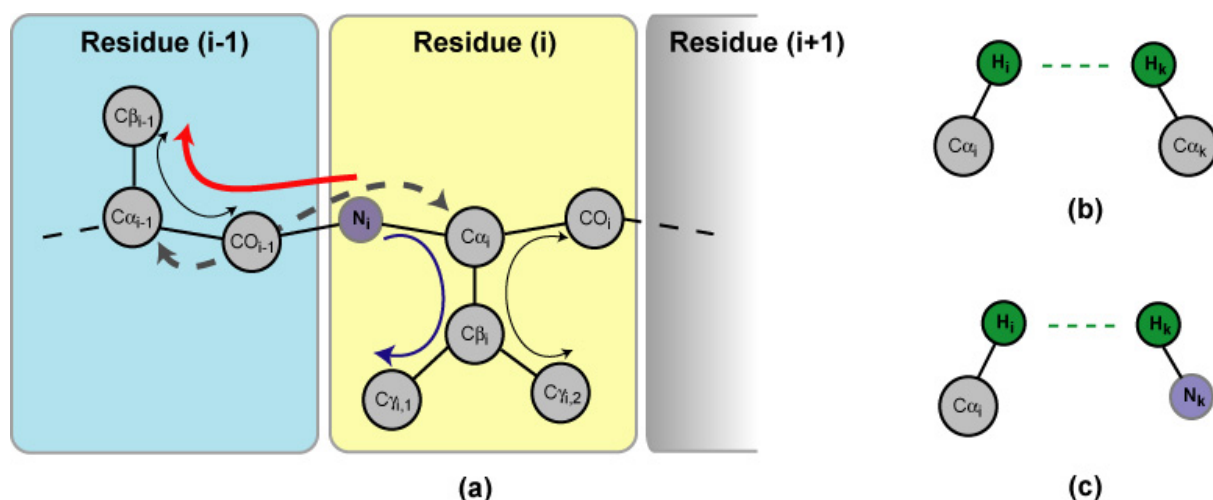 Residue (i-1)
Residue (i)
Residue (i+1)
Cβi-1
Cαi-1
COi-1
Ni
Cαi
COi
Cβi
Cγi,1
Cγi,2
(a)
Hi
Hk
Cαi
Cαk
(b)
Hi
Hk
Cαi
Nk
(c)